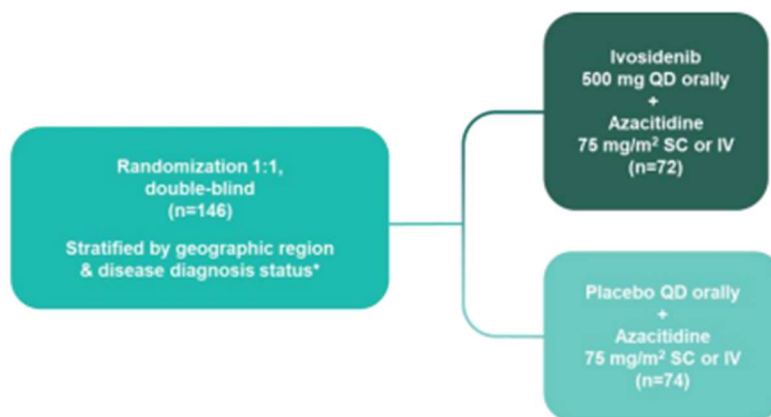 Randomization 1:1,
double-blind
(n=146)
Stratified by geographic region
& disease diagnosis status*
Ivosidenib
500 mg QD orally
+
Azacitidine
75 mg/m² SC or IV
(n=72)
Placebo QD orally
+
Azacitidine
75 mg/m² SC or IV
(n=74)